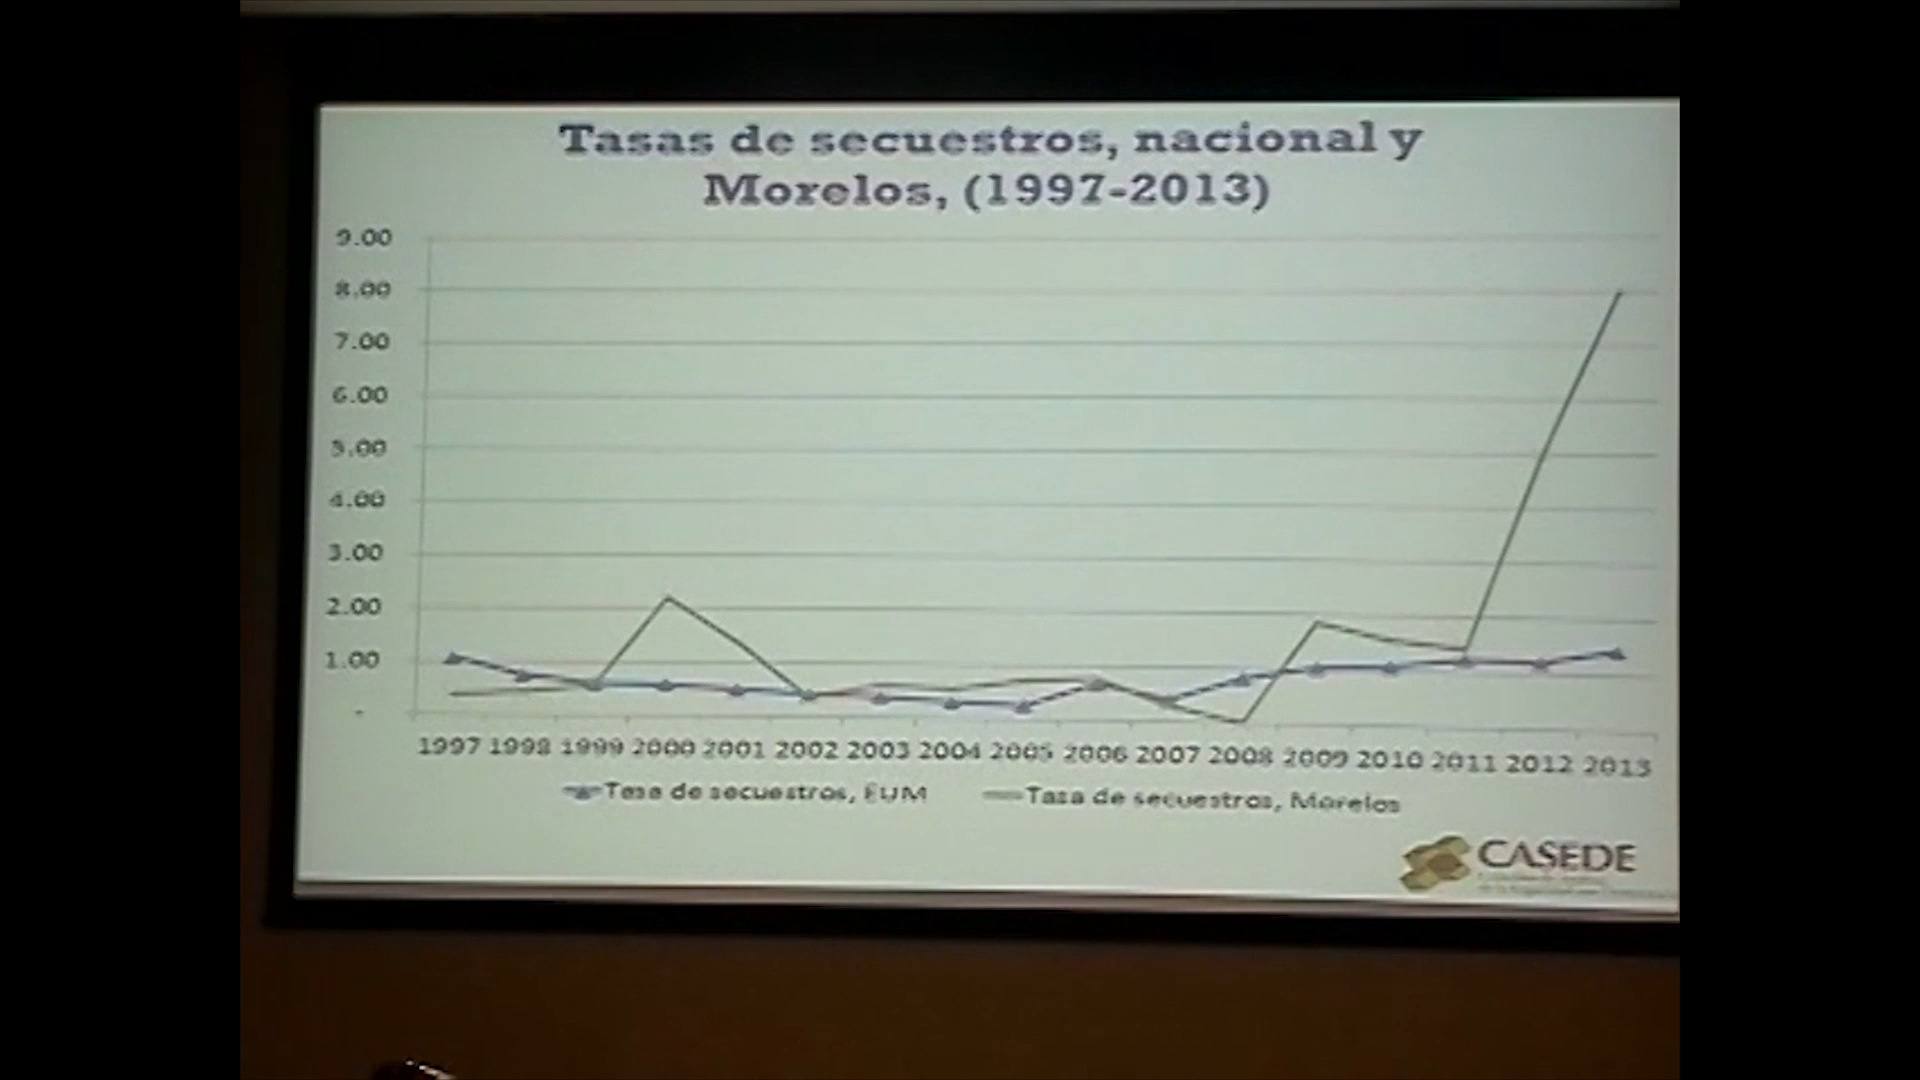 Tasas de secuestros, nacional y
Morelos, (1997-2013)
9.00
8.00
7.00
6.00
5.00
4.00
3.00
2.00
1.00
-
1997 1998 1999 2000 2001 2002 2003 2004 2005 2006 2007 2008 2009 2010 2011 2012 2013
Tasa de secuestros, EUM
Tasa de secuestros, Morelos
CASEDE